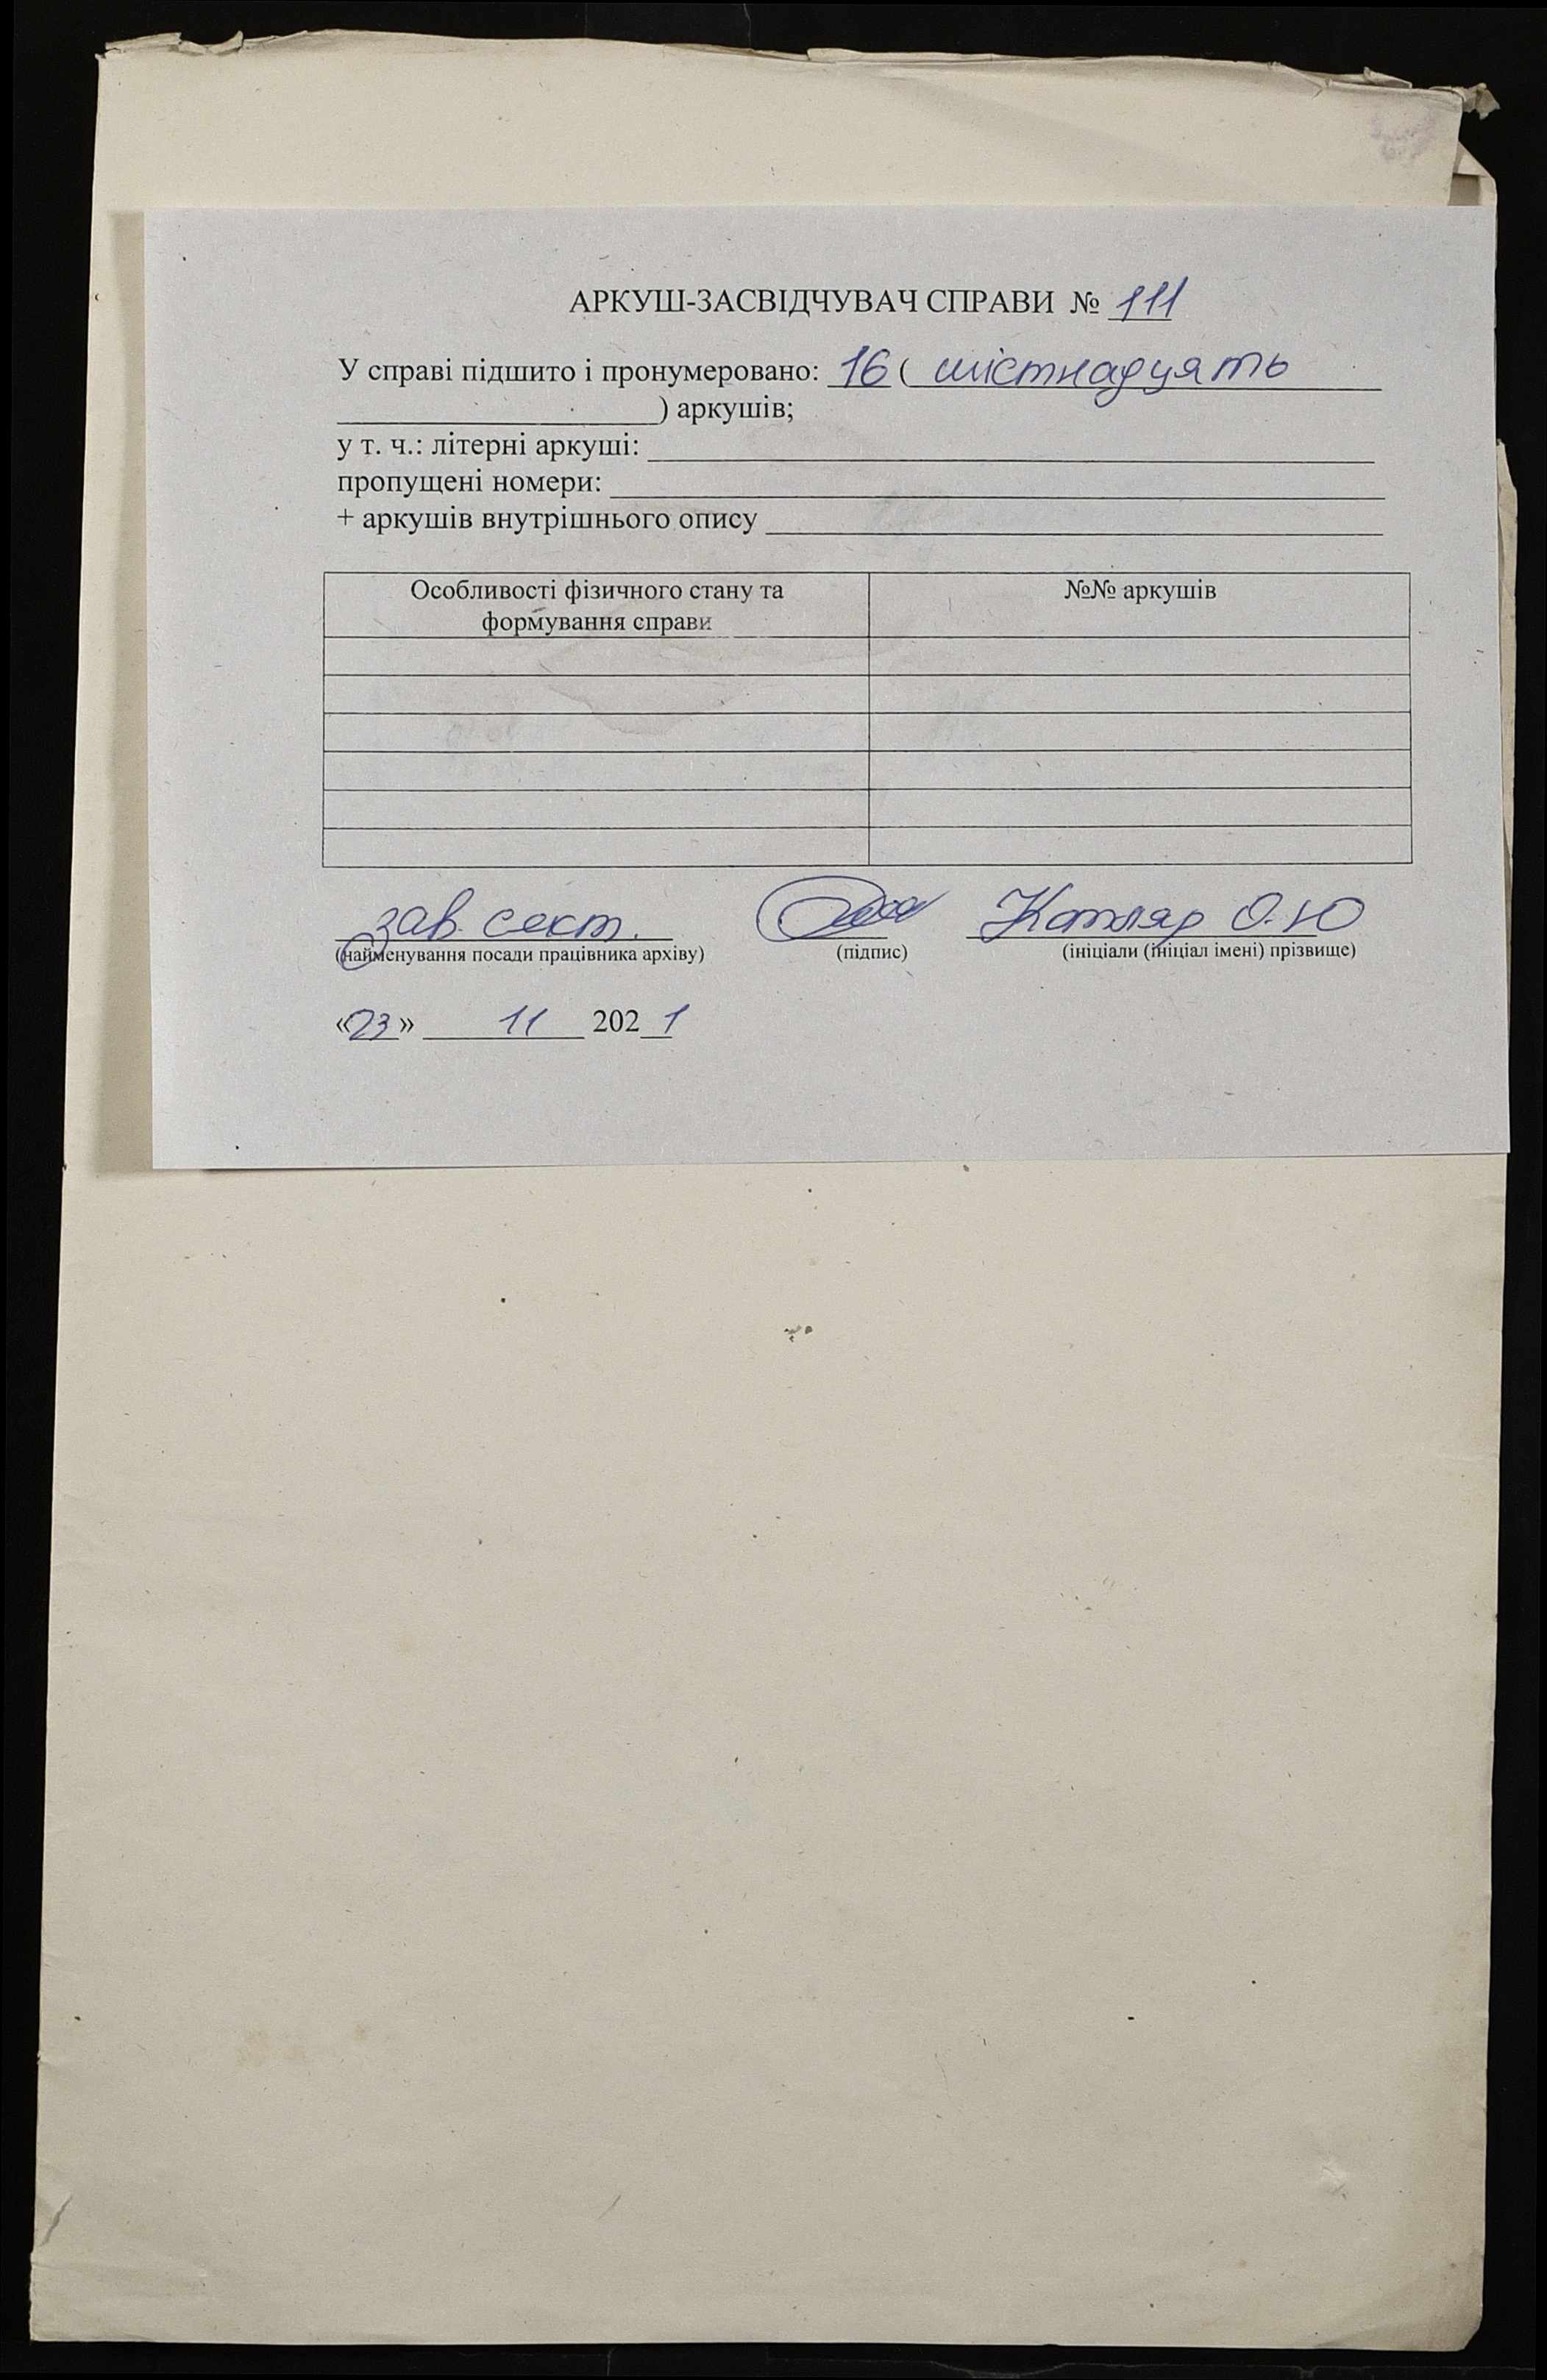 АРКУШ-ЗАСВІДЧУВАЧ СПРАВИ № 111
У справі підшито і пронумеровано: 16 ( шістнадцять
) аркушів;
у т. ч.: літерні аркуші:
пропущені номери:
+ аркушів внутрішнього опису
Особливості фізичного стану та
формування справи
№№ аркушів
зав. сект. Котляр О.Ю
(найменування посади працівника архіву) (підпис) (ініціали (ініціал імені) прізвище)
«23» 11 2021